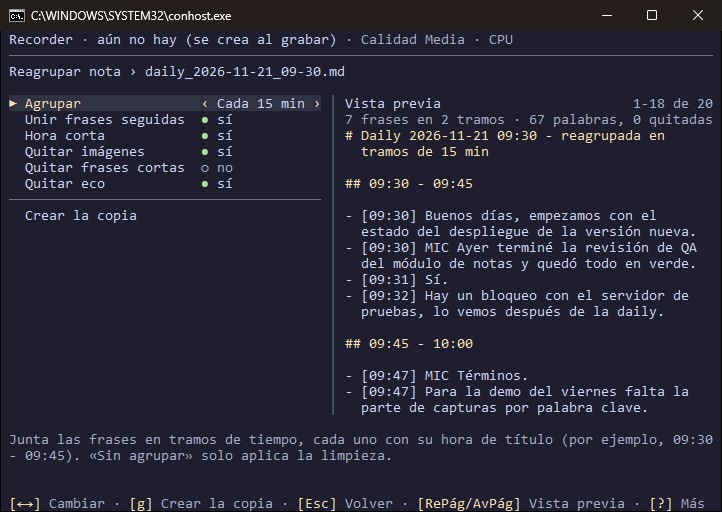 C:\WINDOWS\SYSTEM32\conhost.exe
Recorder · aún no hay (se crea al grabar) · Calidad Media · CPU
Reagrupar nota › daily_2026-11-21_09-30.md
► Agrupar ‹ Cada 15 min ›
Unir frases seguidas ● sí
Hora corta ● sí
Quitar imágenes ● sí
Quitar frases cortas ○ no
Quitar eco ● sí
Crear la copia
Vista previa 1-18 de 20
7 frases en 2 tramos · 67 palabras, 0 quitadas
# Daily 2026-11-21 09:30 - reagrupada en
tramos de 15 min
## 09:30 - 09:45
- [09:30] Buenos días, empezamos con el
estado del despliegue de la versión nueva.
- [09:30] MIC Ayer terminé la revisión de QA
del módulo de notas y quedó todo en verde.
- [09:31] Sí.
- [09:32] Hay un bloqueo con el servidor de
pruebas, lo vemos después de la daily.
## 09:45 - 10:00
- [09:47] MIC Términos.
- [09:47] Para la demo del viernes falta la
parte de capturas por palabra clave.
Junta las frases en tramos de tiempo, cada uno con su hora de título (por ejemplo, 09:30
- 09:45). «Sin agrupar» solo aplica la limpieza.
[↔] Cambiar · [g] Crear la copia · [Esc] Volver · [RePág/AvPág] Vista previa · [?] Más